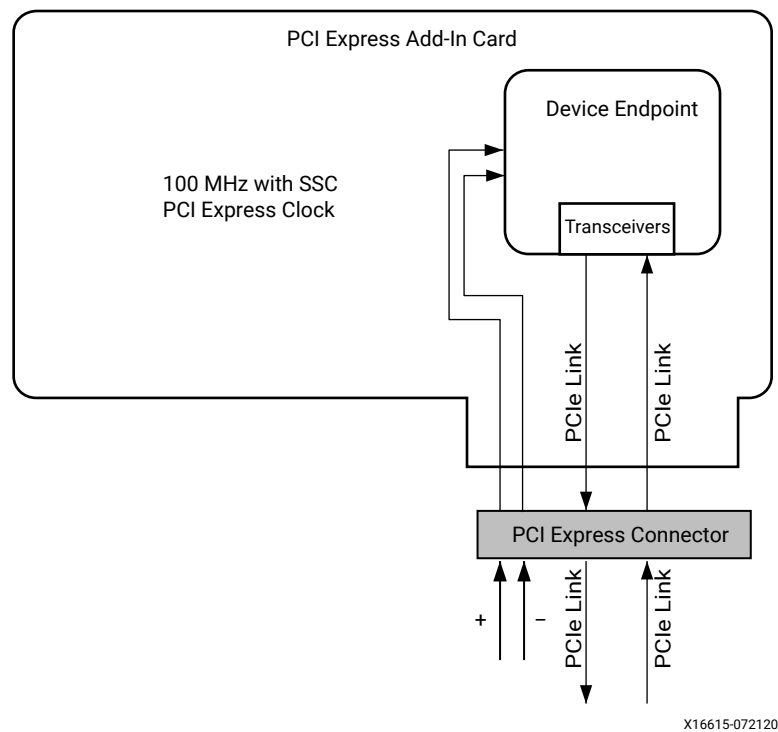 PCI Express Add-In Card
Device Endpoint
100 MHz with SSC
PCI Express Clock
Transceivers
PCIe Link
PCIe Link
PCI Express Connector
+
–
PCIe Link
PCIe Link
X16615-072120